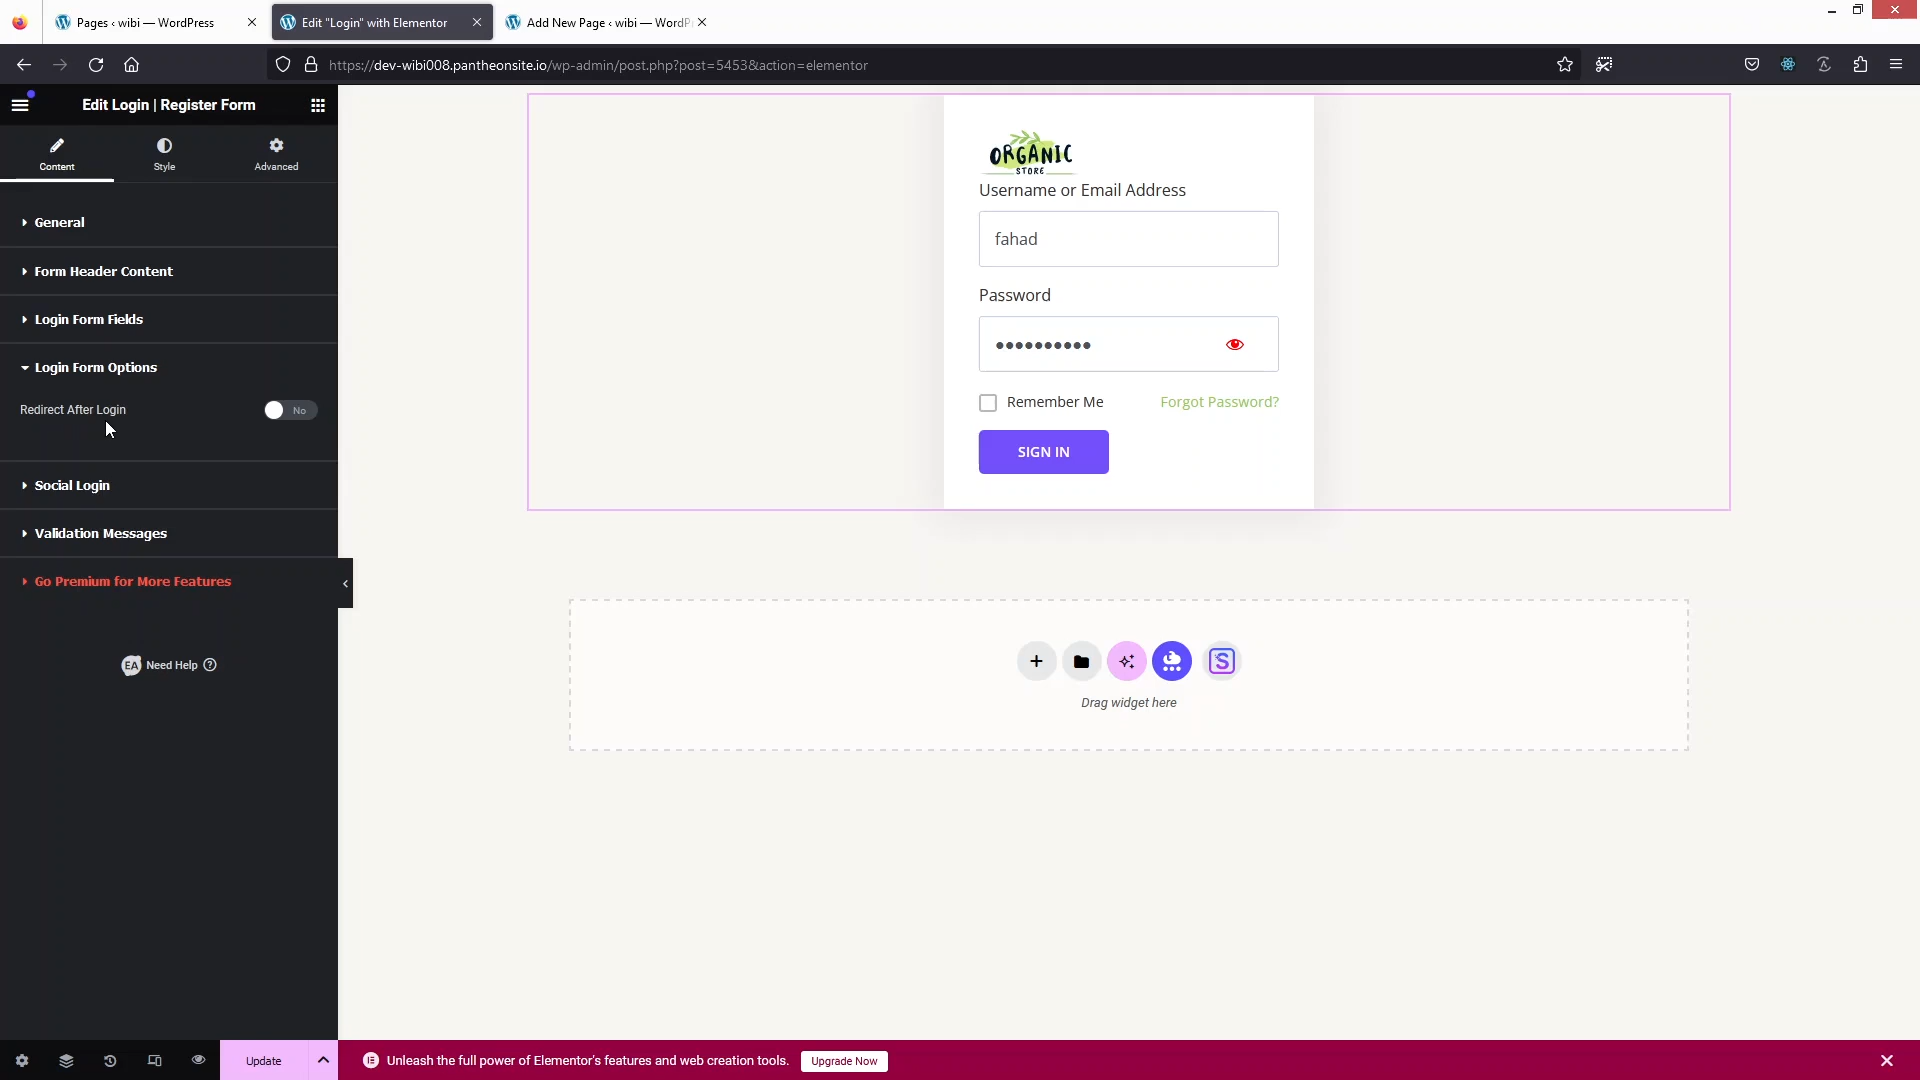 Pages ‹ wibi — WordPress
Edit "Login" with Elementor
Add New Page ‹ wibi — WordP
https://dev-wibi008.pantheonsite.io/wp-admin/post.php?post=5453&action=elementor
Edit Login | Register Form
Content
Style
Advanced
General
Form Header Content
Login Form Fields
Login Form Options
Redirect After Login
No
Social Login
Validation Messages
Go Premium for More Features
EA Need Help ?
ORGANIC
STORE
Username or Email Address
fahad
Password
Remember Me
Forgot Password?
SIGN IN
S
Drag widget here
Update
Unleash the full power of Elementor's features and web creation tools.
Upgrade Now